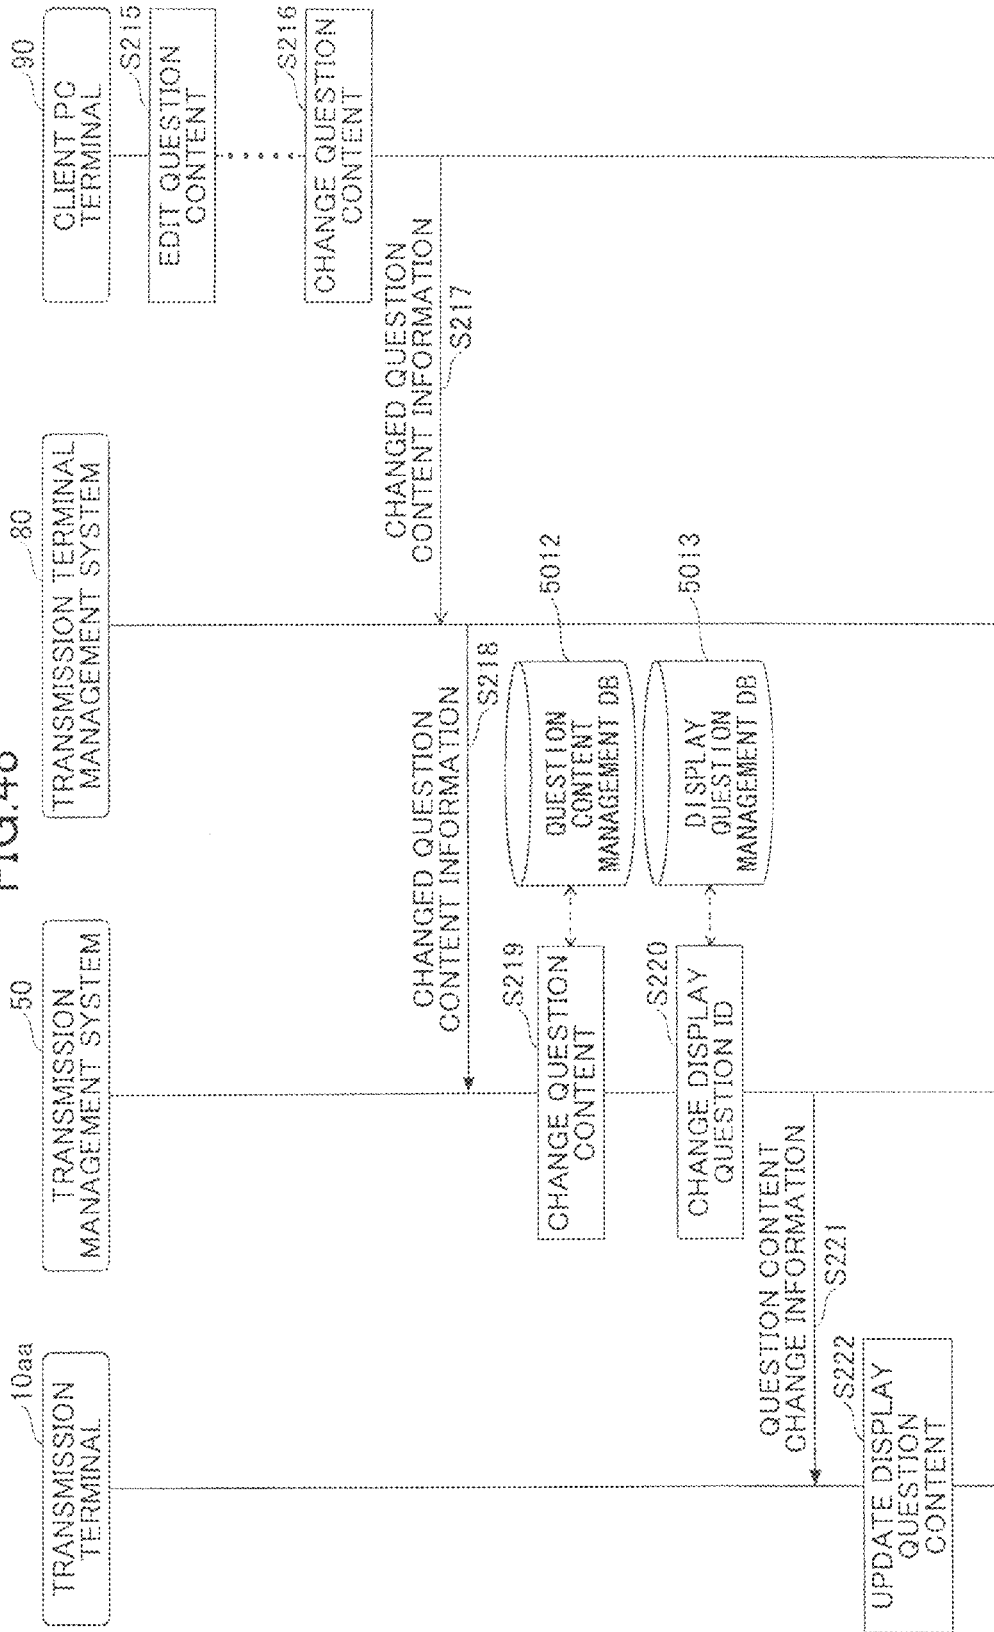 10aa
TRANSMISSION
TERMINAL
50
TRANSMISSION
MANAGEMENT SYSTEM
80
TRANSMISSION TERMINAL
MANAGEMENT SYSTEM
90
CLIENT PC
TERMINAL
S215
EDIT QUESTION
CONTENT
S216
CHANGE QUESTION
CONTENT
CHANGED QUESTION
CONTENT INFORMATION
S217
CHANGED QUESTION
CONTENT INFORMATION
S218
S219
CHANGE QUESTION
CONTENT
5012
QUESTION
CONTENT
MANAGEMENT DB
S220
CHANGE DISPLAY
QUESTION ID
5013
DISPLAY
QUESTION
MANAGEMENT DB
QUESTION CONTENT
CHANGE INFORMATION
S221
S222
UPDATE DISPLAY
QUESTION
CONTENT